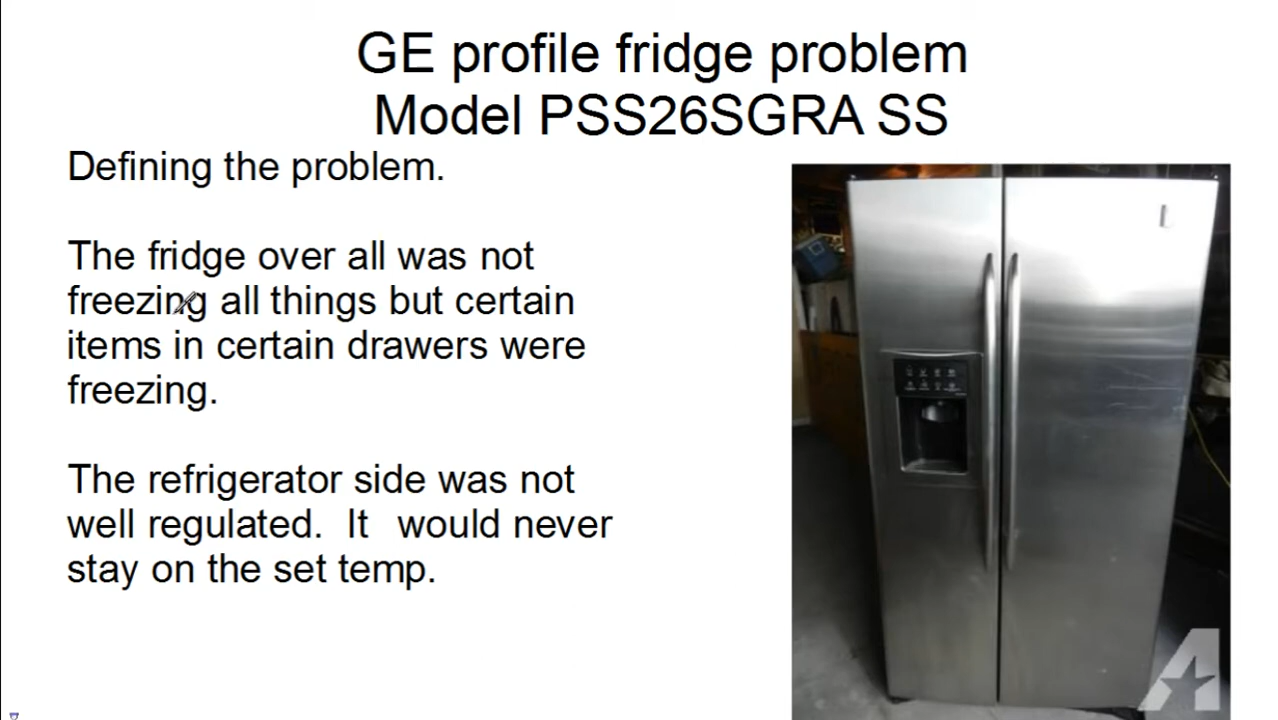 GE profile fridge problem
Model PSS26SGRA SS
Defining the problem.
The fridge over all was not
freezing all things but certain
items in certain drawers were
freezing.
The refrigerator side was not
well regulated.  It  would never
stay on the set temp.